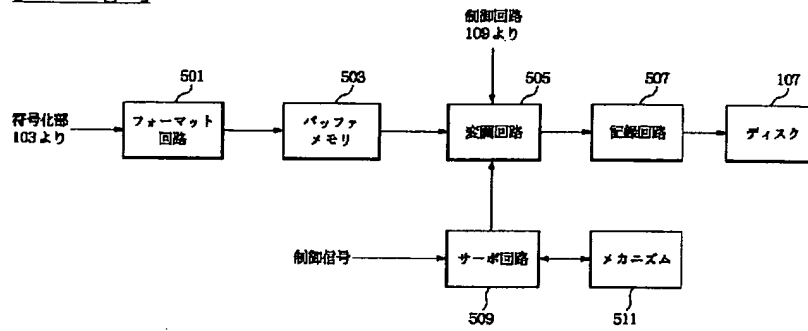 制御回路
109より
501
503
505
507
107
符号化部
103より
フォーマット
回路
バッファ
メモリ
変調回路
記録回路
ディスク
制御信号
サーボ回路
メカニズム
509
511